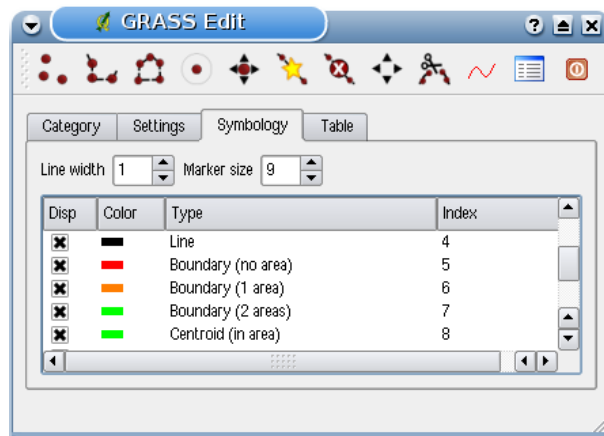 GRASS Edit
Category Settings Symbology Table
Line width 1 Marker size 9
Disp Color Type Index
Line 4
Boundary (no area) 5
Boundary (1 area) 6
Boundary (2 areas) 7
Centroid (in area) 8